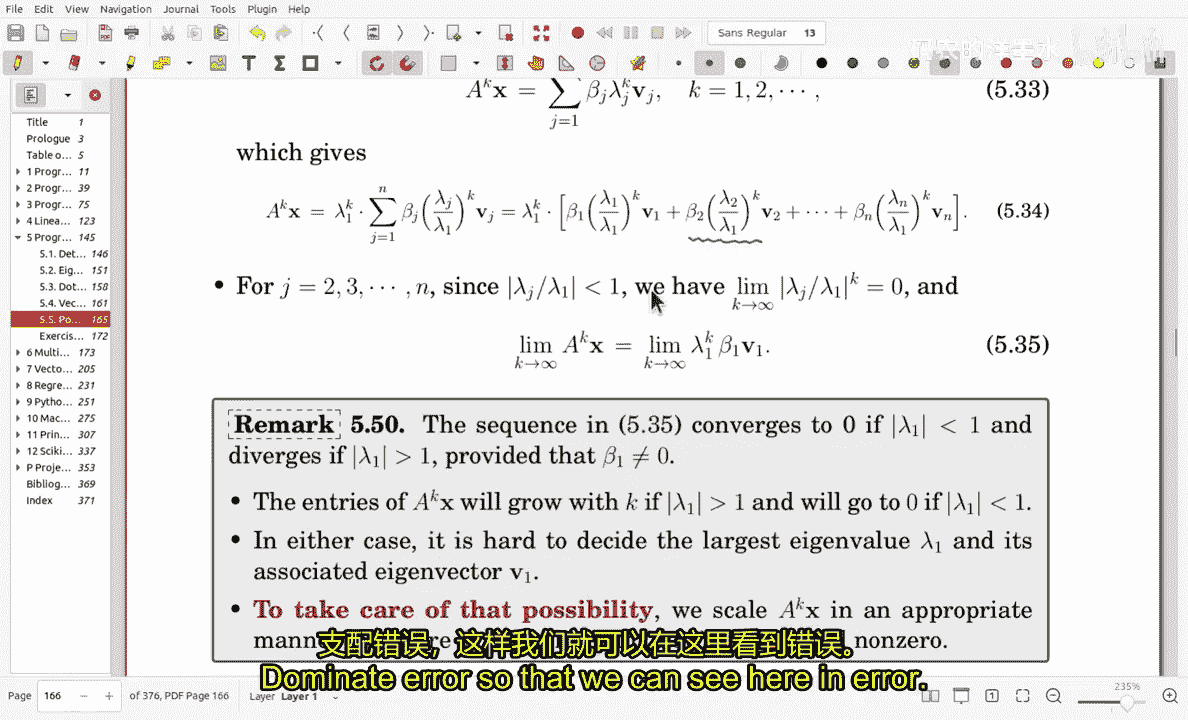 File Edit View Navigation Journal Tools Plugin Help
Sans Regular 13
Title 1
Prologue 3
Table o... 5
1 Progr... 11
2 Progr... 39
3 Progr... 75
4 Linea... 123
5 Progr... 145
5.1. Det... 146
5.2. Eig... 151
5.3. Dot... 158
5.4. Vec... 161
5.5. Po... 165
Exercis... 172
6 Multi... 173
7 Vecto... 205
8 Regre... 231
9 Pytho... 251
10 Mac... 275
11 Prin... 307
12 Sciki... 337
P Proje... 353
Bibliog... 369
Index 371
A^k x = ∑_{j=1} β_j λ_j^k v_j, k = 1, 2, ⋯ , (5.33)
which gives
A^k x = λ_1^k · ∑_{j=1}^n β_j (λ_j/λ_1)^k v_j = λ_1^k · [β_1 (λ_1/λ_1)^k v_1 + β_2 (λ_2/λ_1)^k v_2 + ⋯ + β_n (λ_n/λ_1)^k v_n]. (5.34)
• For j = 2, 3, ⋯ , n, since |λ_j/λ_1| < 1, we have lim_{k→∞} |λ_j/λ_1|^k = 0, and
lim_{k→∞} A^k x = lim_{k→∞} λ_1^k β_1 v_1. (5.35)
Remark 5.50. The sequence in (5.35) converges to 0 if |λ_1| < 1 and
diverges if |λ_1| > 1, provided that β_1 ≠ 0.
• The entries of A^k x will grow with k if |λ_1| > 1 and will go to 0 if |λ_1| < 1.
• In either case, it is hard to decide the largest eigenvalue λ_1 and its
associated eigenvector v_1.
• To take care of that possibility, we scale A^k x in an appropriate
nonzero.
支配错误，这样我们就可以在这里看到错误。
Dominate error so that we can see here in error.
Page 166 of 376, PDF Page 166 Layer Layer 1 235%